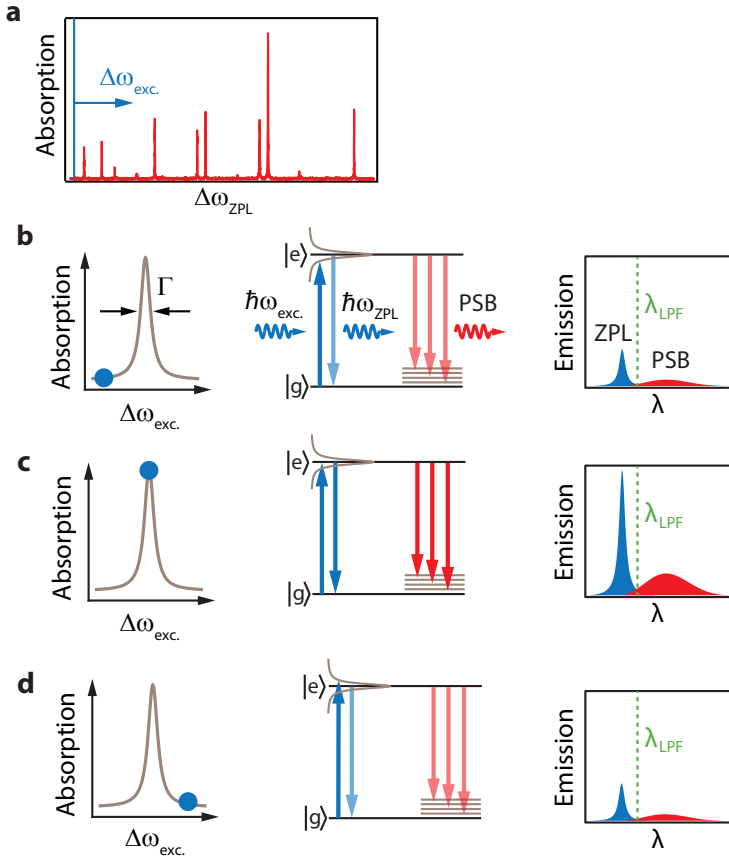 a
Absorption
Δω_exc.
Δω_ZPL
b
Absorption
Γ
Δω_exc.
|e⟩
ħω_exc.
ħω_ZPL
PSB
|g⟩
Emission
ZPL
λ_LPF
PSB
λ
c
Absorption
Δω_exc.
|e⟩
|g⟩
Emission
λ_LPF
λ
d
Absorption
Δω_exc.
|e⟩
|g⟩
Emission
λ_LPF
λ